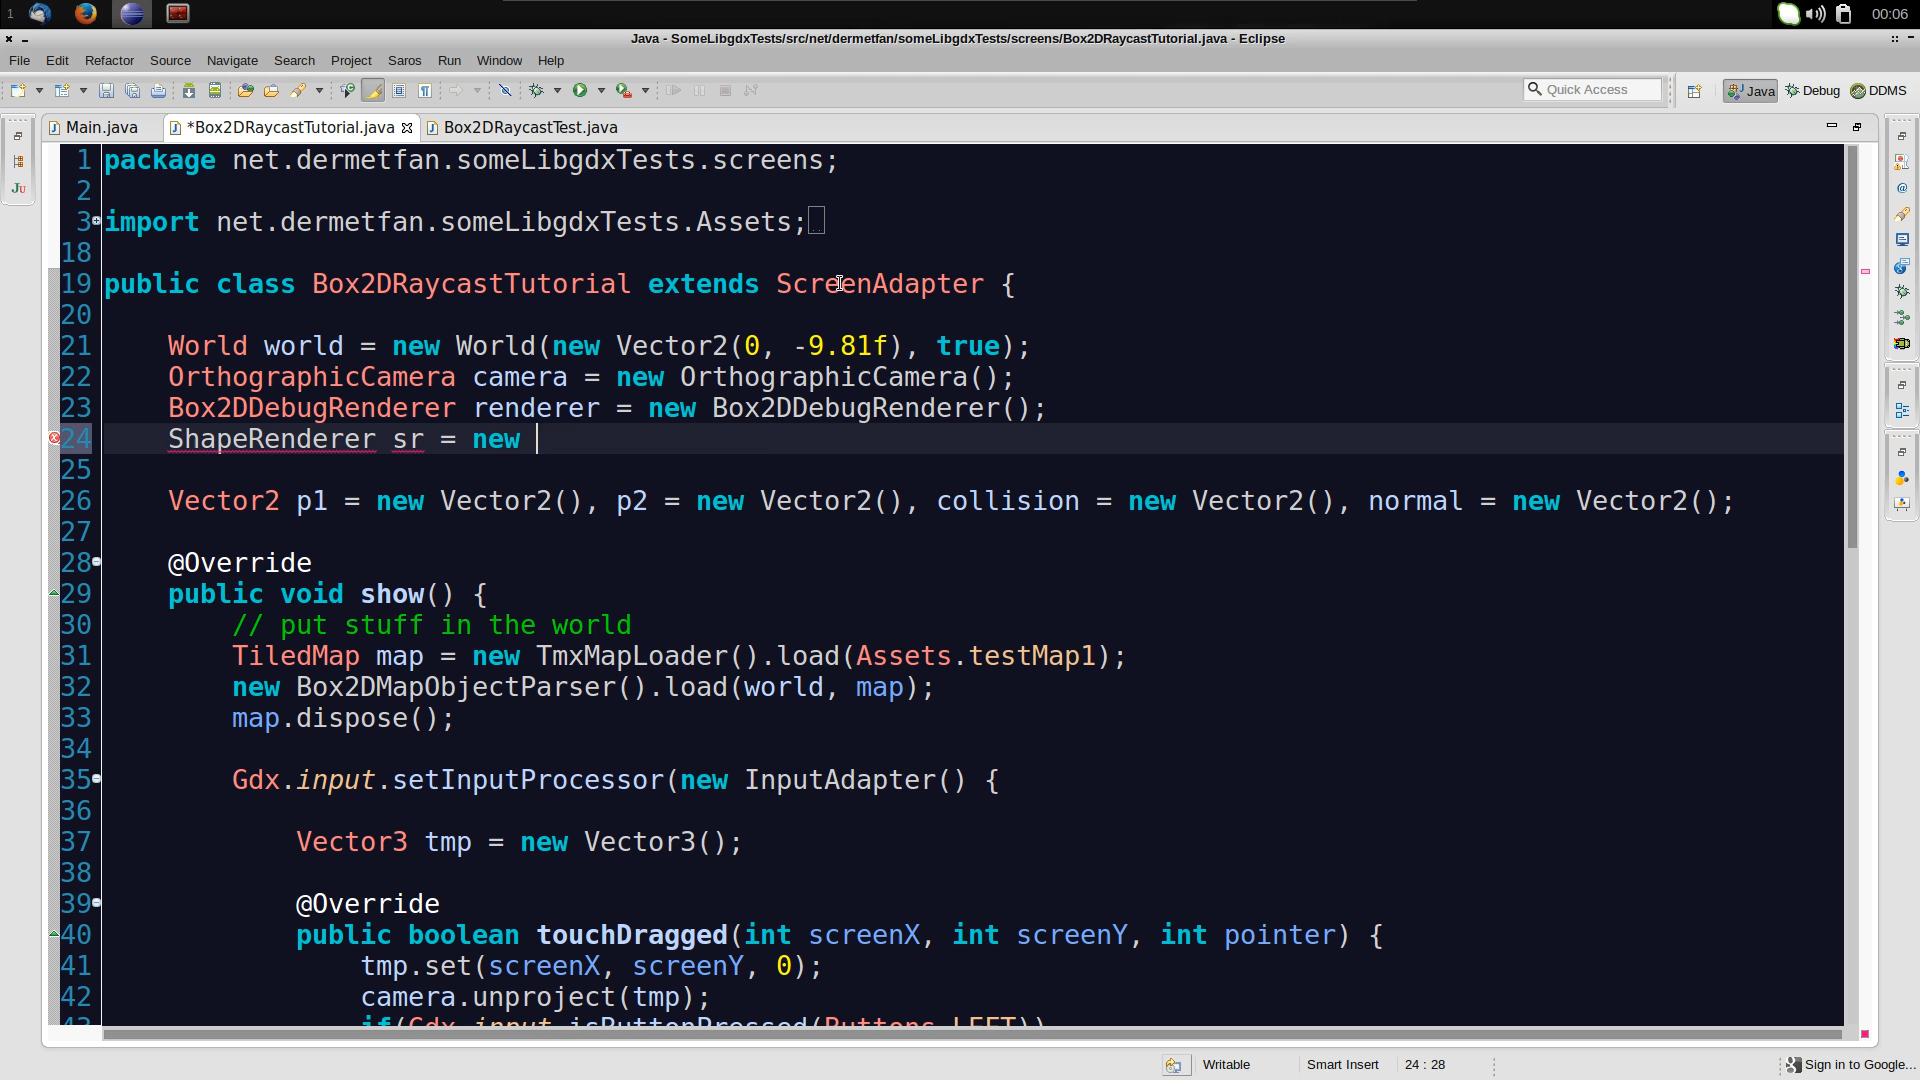 1
00:06
Java - SomeLibgdxTests/src/net/dermetfan/someLibgdxTests/screens/Box2DRaycastTutorial.java - Eclipse
File Edit Refactor Source Navigate Search Project Saros Run Window Help
Quick Access
Java Debug DDMS
Main.java *Box2DRaycastTutorial.java Box2DRaycastTest.java
1 package net.dermetfan.someLibgdxTests.screens;
2
3 import net.dermetfan.someLibgdxTests.Assets;
18
19 public class Box2DRaycastTutorial extends ScreenAdapter {
20
21 World world = new World(new Vector2(0, -9.81f), true);
22 OrthographicCamera camera = new OrthographicCamera();
23 Box2DDebugRenderer renderer = new Box2DDebugRenderer();
24 ShapeRenderer sr = new
25
26 Vector2 p1 = new Vector2(), p2 = new Vector2(), collision = new Vector2(), normal = new Vector2();
27
28 @Override
29 public void show() {
30 // put stuff in the world
31 TiledMap map = new TmxMapLoader().load(Assets.testMap1);
32 new Box2DMapObjectParser().load(world, map);
33 map.dispose();
34
35 Gdx.input.setInputProcessor(new InputAdapter() {
36
37 Vector3 tmp = new Vector3();
38
39 @Override
40 public boolean touchDragged(int screenX, int screenY, int pointer) {
41 tmp.set(screenX, screenY, 0);
42 camera.unproject(tmp);
43 if(Gdx.input.isButtonPressed(Buttons.LEFT))
Writable Smart Insert 24 : 28 Sign in to Google...